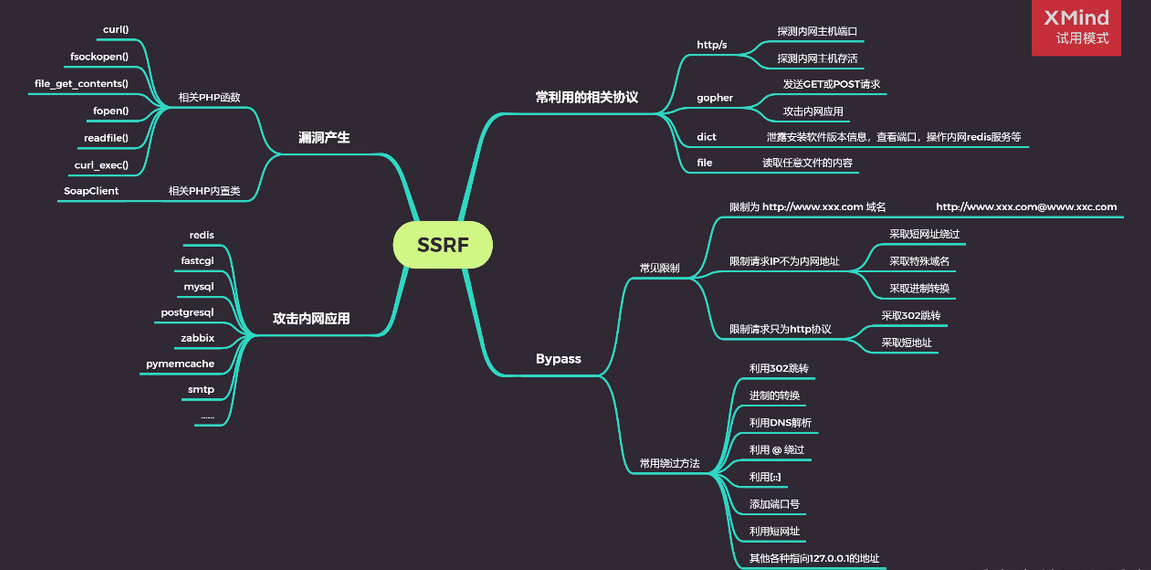 XMind
试用模式
SSRF
漏洞产生
相关PHP函数
curl()
fsockopen()
file_get_contents()
fopen()
readfile()
curl_exec()
相关PHP内置类
SoapClient
攻击内网应用
redis
fastcgi
mysql
postgresql
zabbix
pymemcache
smtp
......
常利用的相关协议
http/s
探测内网主机端口
探测内网主机存活
gopher
发送GET或POST请求
攻击内网应用
dict
泄露安装软件版本信息，查看端口，操作内网redis服务等
file
读取任意文件的内容
Bypass
常见限制
限制为 http://www.xxx.com 域名
http://www.xxx.com@www.xxc.com
限制请求IP不为内网地址
采取短网址绕过
采取特殊域名
采取进制转换
限制请求只为http协议
采取302跳转
采取短地址
常用绕过方法
利用302跳转
进制的转换
利用DNS解析
利用 @ 绕过
利用[::]
添加端口号
利用短网址
其他各种指向127.0.0.1的地址